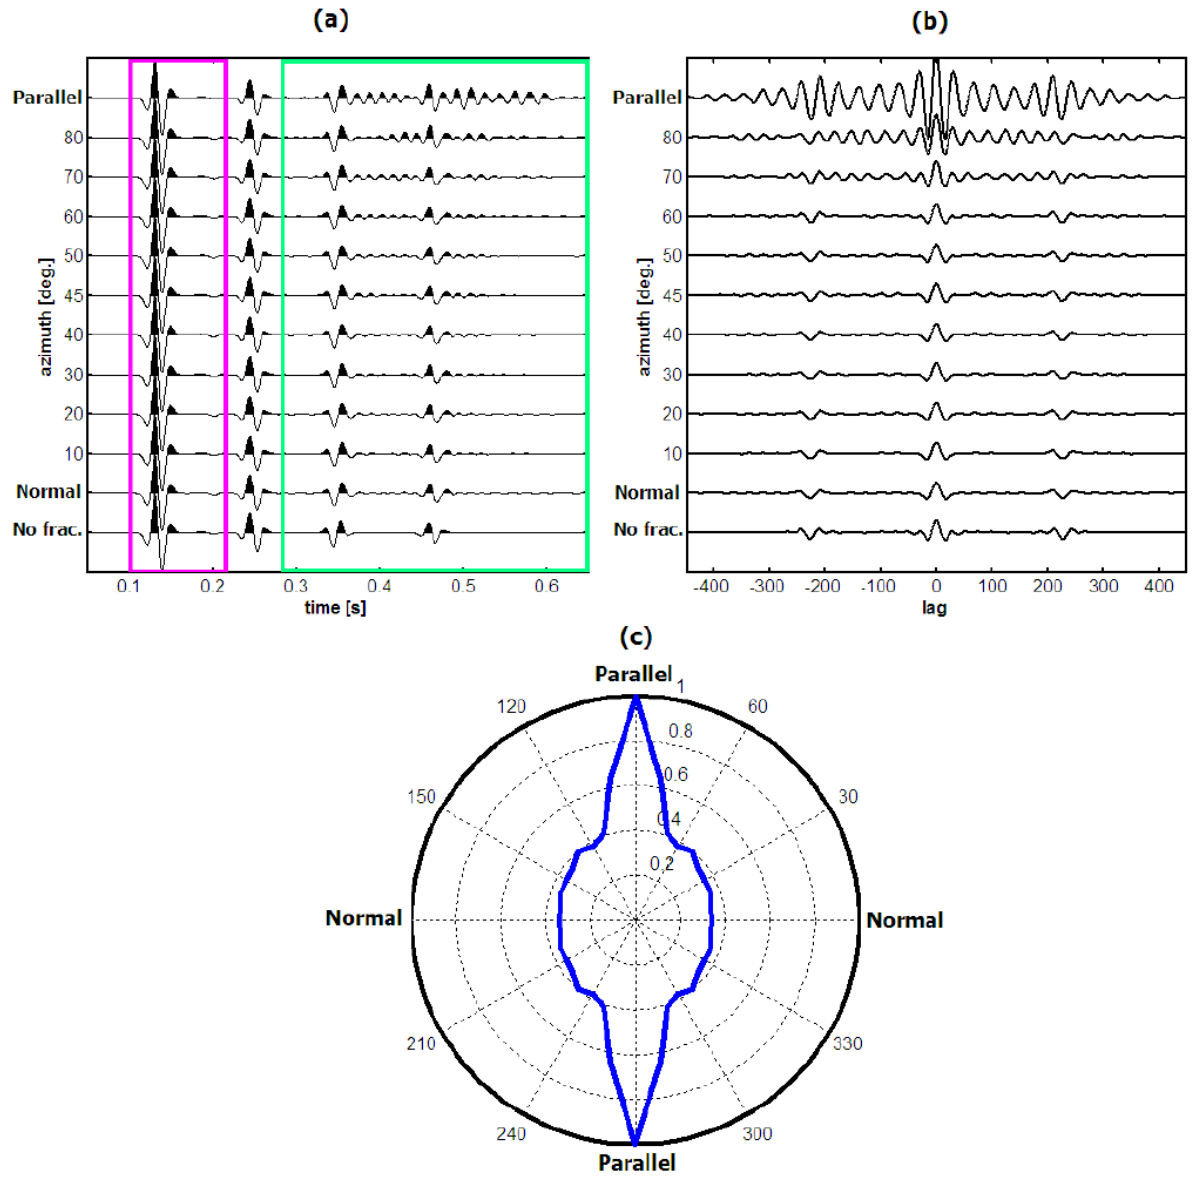 (a)
Parallel
80
70
60
50
45
40
30
20
10
Normal
No frac.
azimuth [deg.]
0.1 0.2 0.3 0.4 0.5 0.6
time [s]
(b)
Parallel
80
70
60
50
45
40
30
20
10
Normal
No frac.
azimuth [deg.]
-400 -300 -200 -100 0 100 200 300 400
lag
(c)
Parallel
1
120 60
0.8
0.6
150 30
0.4
0.2
Normal Normal
210 330
240 300
Parallel